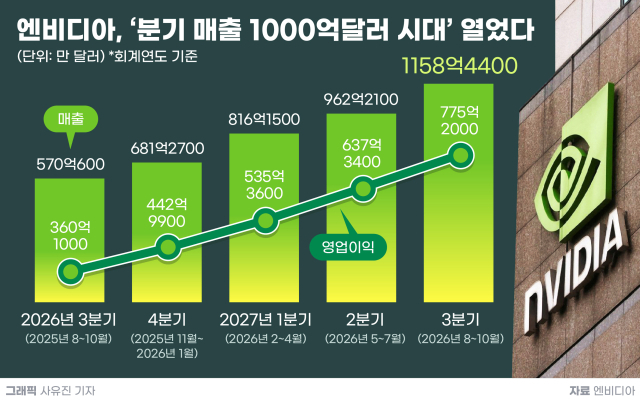 엔비디아, ‘분기 매출 1000억달러 시대’ 열었다
(단위: 만 달러) *회계연도 기준
1158억4400
962억2100
816억1500
681억2700
570억600
매출
775억
2000
637억
3400
535억
3600
442억
9900
360억
1000
영업이익
2026년 3분기
(2025년 8~10월)
4분기
(2025년 11월~
2026년 1월)
2027년 1분기
(2026년 2~4월)
2분기
(2026년 5~7월)
3분기
(2026년 8~10월)
NVIDIA
그래픽 사유진 기자
자료 엔비디아